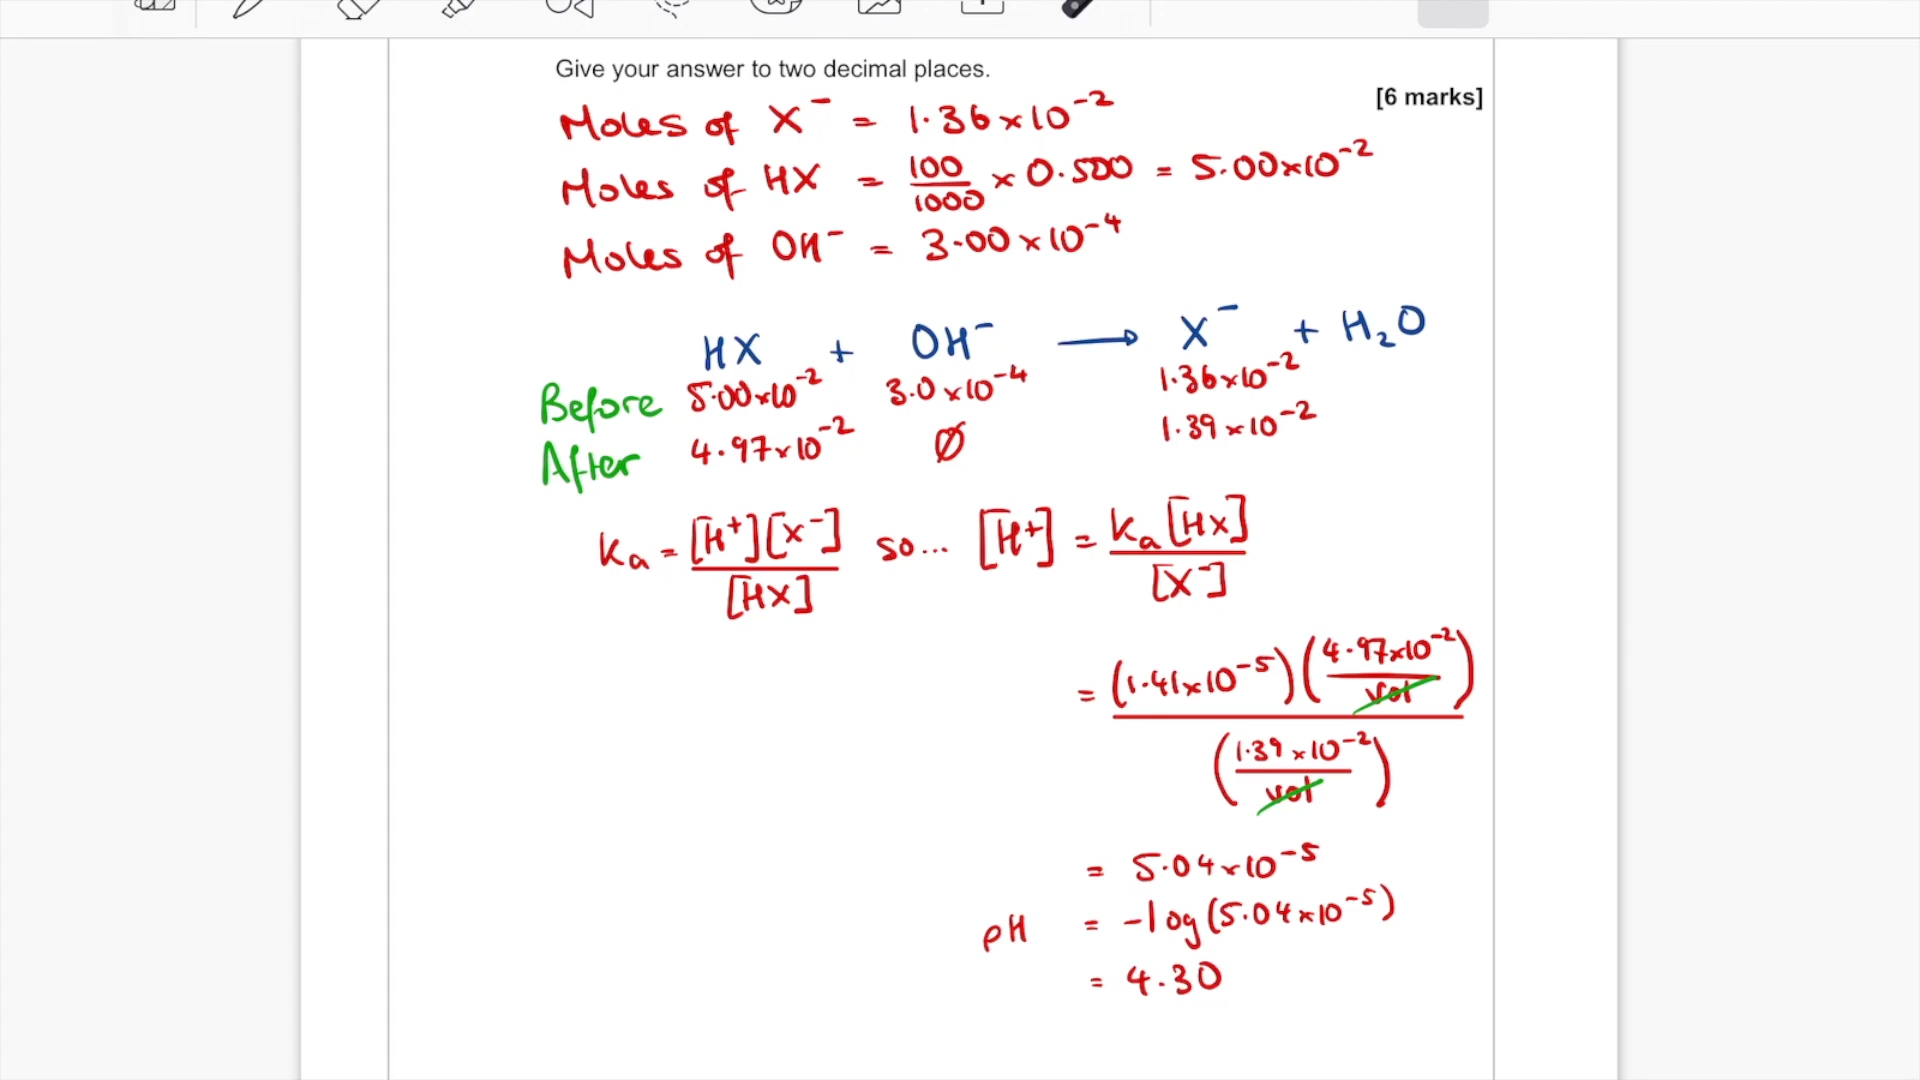 Give your answer to two decimal places.
[6 marks]
Moles of X⁻ = 1.36×10⁻²
Moles of HX = 100/1000 × 0.500 = 5.00×10⁻²
Moles of OH⁻ = 3.00×10⁻⁴
HX + OH⁻ → X⁻ + H₂O
Before 5.00×10⁻² 3.0×10⁻⁴ 1.36×10⁻²
After 4.97×10⁻² Ø 1.39×10⁻²
Ka = [H⁺][X⁻]/[HX] so... [H⁺] = Ka[HX]/[X⁻]
= (1.41×10⁻⁵)(4.97×10⁻²/vol)/(1.39×10⁻²/vol)
= 5.04×10⁻⁵
pH = -log(5.04×10⁻⁵)
= 4.30